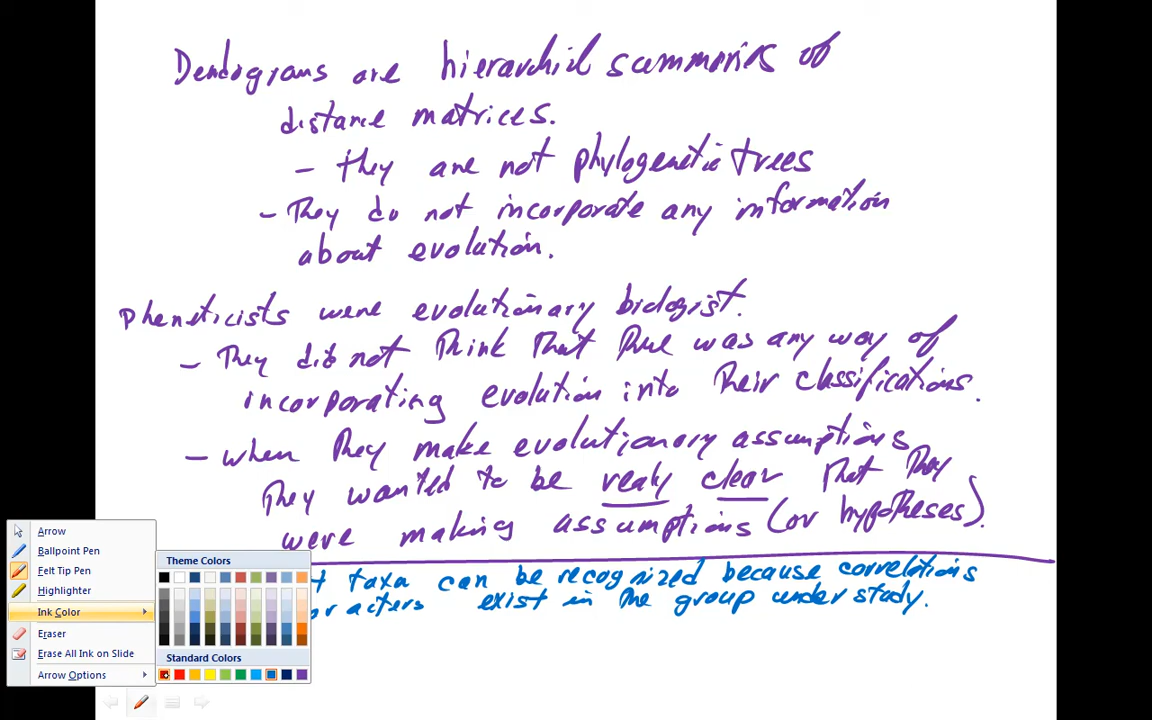 Dendograms are hierarchicl summaries of
distance matrices.
- They are not phylogenetic trees
- They do not incorporate any information
about evolution.
Pheneticists were evolutionary biologist.
- They did not Think That There was any way of
incorporating evolution into Their classifications.
- when They make evolutionary assumptions
They wanted to be realy clear That They
were making assumptions (or hypotheses).
taxa can be recognized because correlations
exist in The group under study.
Arrow
Ballpoint Pen
Felt Tip Pen
Highlighter
Ink Color
Eraser
Erase All Ink on Slide
Arrow Options
Theme Colors
Standard Colors